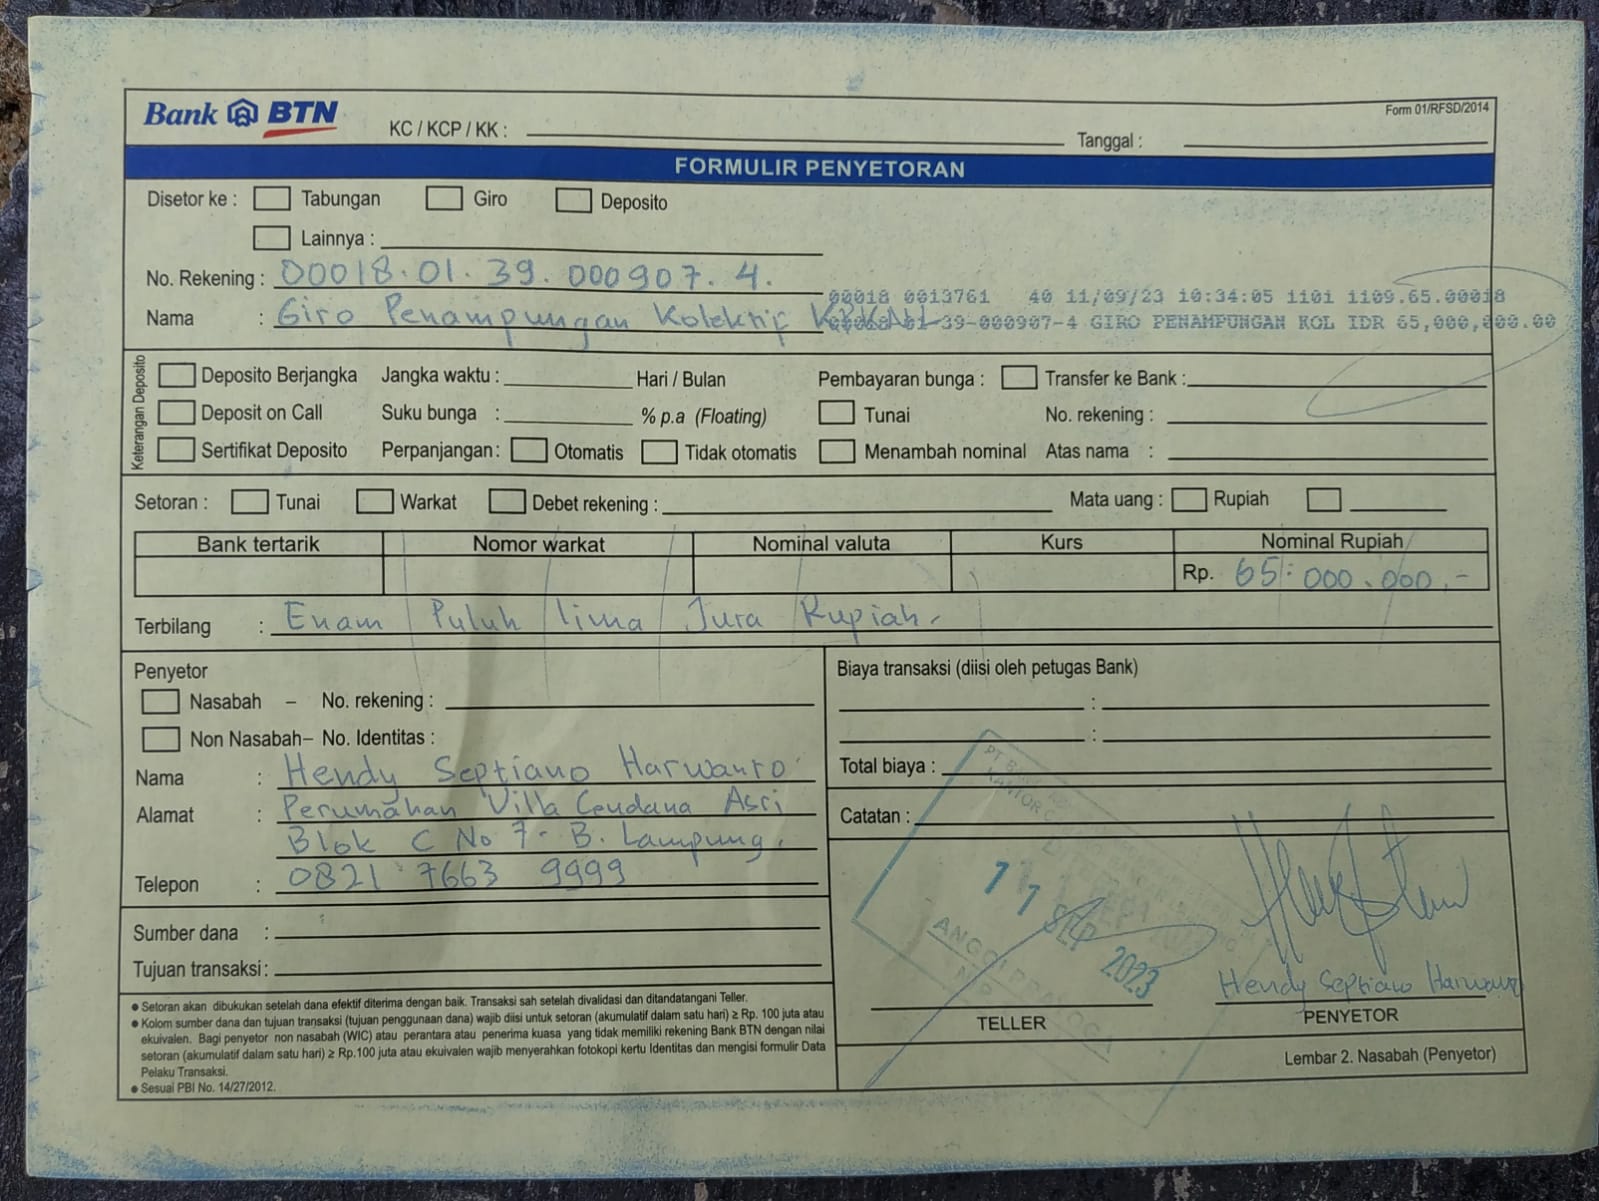 Bank BTN
KC / KCP / KK :
Tanggal :
Form 01/RFSD/2014
FORMULIR PENYETORAN
Disetor ke : Tabungan Giro Deposito
Lainnya :
No. Rekening : 00018.01.39.000907.4.
00018 0013761 40 11/09/23 10:34:05 1101 1109.65.00018
Nama : Giro Penampungan Kolektif
01-39-000907-4 GIRO PENAMPUNGAN KOL IDR 65,000,000.00
Keterangan Deposito
Deposito Berjangka Jangka waktu : Hari / Bulan Pembayaran bunga : Transfer ke Bank :
Deposit on Call Suku bunga : % p.a (Floating) Tunai No. rekening :
Sertifikat Deposito Perpanjangan : Otomatis Tidak otomatis Menambah nominal Atas nama :
Setoran : Tunai Warkat Debet rekening : Mata uang : Rupiah
Bank tertarik Nomor warkat Nominal valuta Kurs Nominal Rupiah
Rp. 65.000.000,-
Terbilang : Enam Puluh lima Juta Rupiah.
Penyetor
Nasabah – No. rekening :
Non Nasabah– No. Identitas :
Nama : Hendy Septiano Harwanto
Alamat : Perumahan Villa Cendana Asri
Blok C No 7 - B. Lampung.
Telepon : 0821 7663 9999
Sumber dana :
Tujuan transaksi :
● Setoran akan dibukukan setelah dana efektif diterima dengan baik. Transaksi sah setelah divalidasi dan ditandatangani Teller.
● Kolom sumber dana dan tujuan transaksi (tujuan penggunaan dana) wajib diisi untuk setoran (akumulatif dalam satu hari) ≥ Rp. 100 juta atau
ekuivalen. Bagi penyetor non nasabah (WIC) atau perantara atau penerima kuasa yang tidak memiliki rekening Bank BTN dengan nilai
setoran (akumulatif dalam satu hari) ≥ Rp.100 juta atau ekuivalen wajib menyerahkan fotokopi kertu Identitas dan mengisi formulir Data
Pelaku Transaksi.
● Sesuai PBI No. 14/27/2012.
Biaya transaksi (diisi oleh petugas Bank)
:
:
Total biaya :
Catatan :
11 SEP 2023
Hendy Septiano Harwanto
TELLER
PENYETOR
Lembar 2. Nasabah (Penyetor)